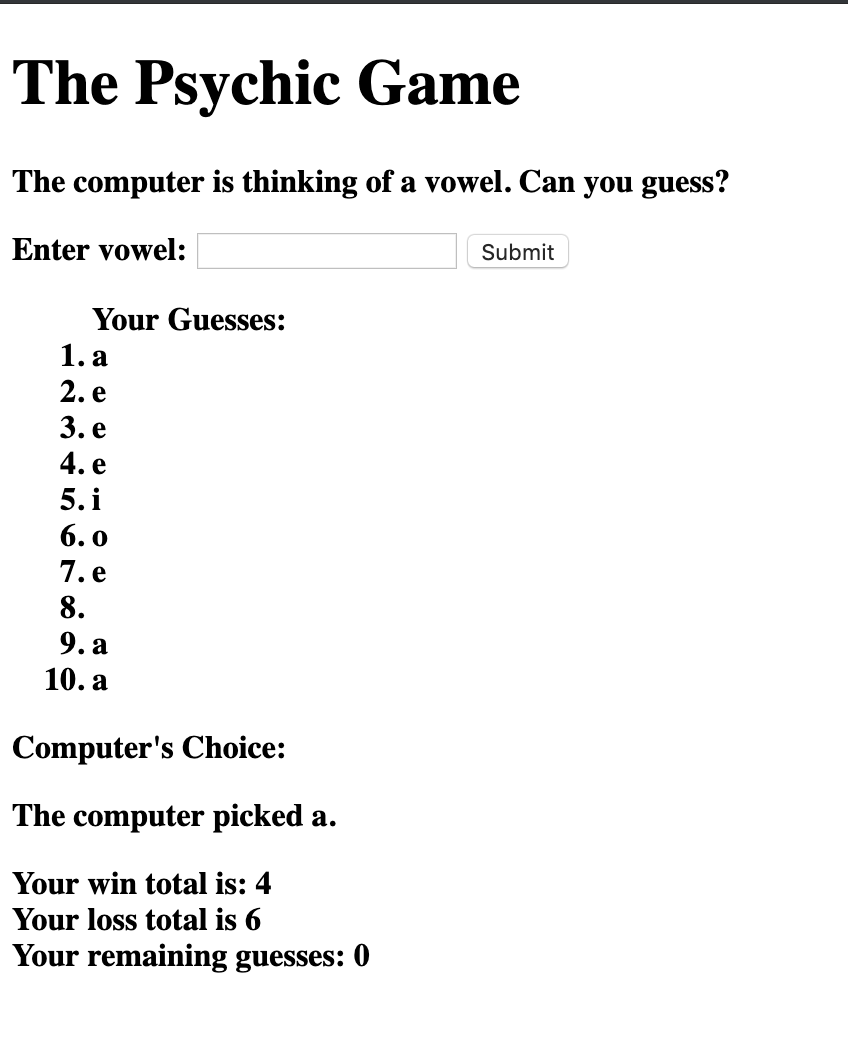 The Psychic Game
The computer is thinking of a vowel. Can you guess?
Enter vowel: Submit
Your Guesses:
1. a
2. e
3. e
4. e
5. i
6. o
7. e
8.
9. a
10. a
Computer's Choice:
The computer picked a.
Your win total is: 4
Your loss total is 6
Your remaining guesses: 0